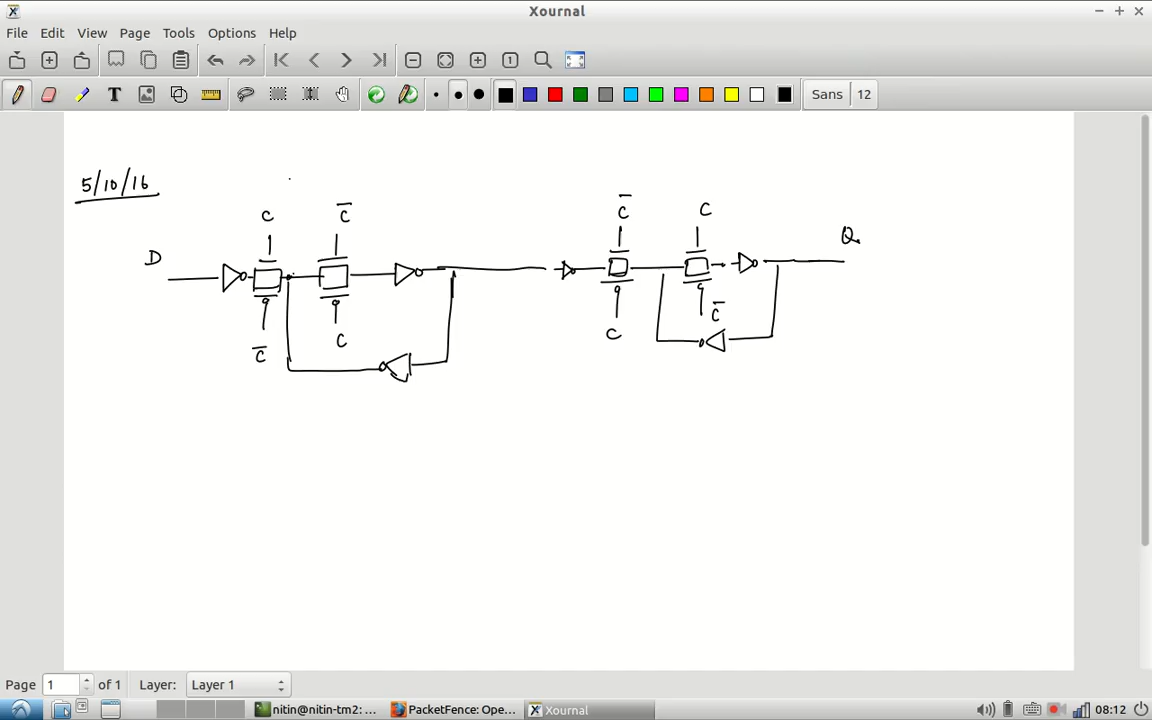 Xournal
File Edit View Page Tools Options Help
Sans 12
5/10/16
C C̅ C̅ C
D Q
C̅ C C C̅
Page 1 of 1 Layer: Layer 1
nitin@nitin-tm2: ... PacketFence: Ope... Xournal 08:12